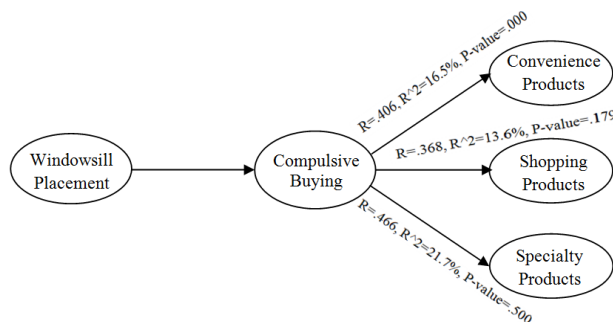 Windowsill
Placement
Compulsive
Buying
R=.406, R^2=16.5%, P-value=.000
Convenience
Products
R=.368, R^2=13.6%, P-value=.179
Shopping
Products
R=.466, R^2=21.7%, P-value=.500
Specialty
Products